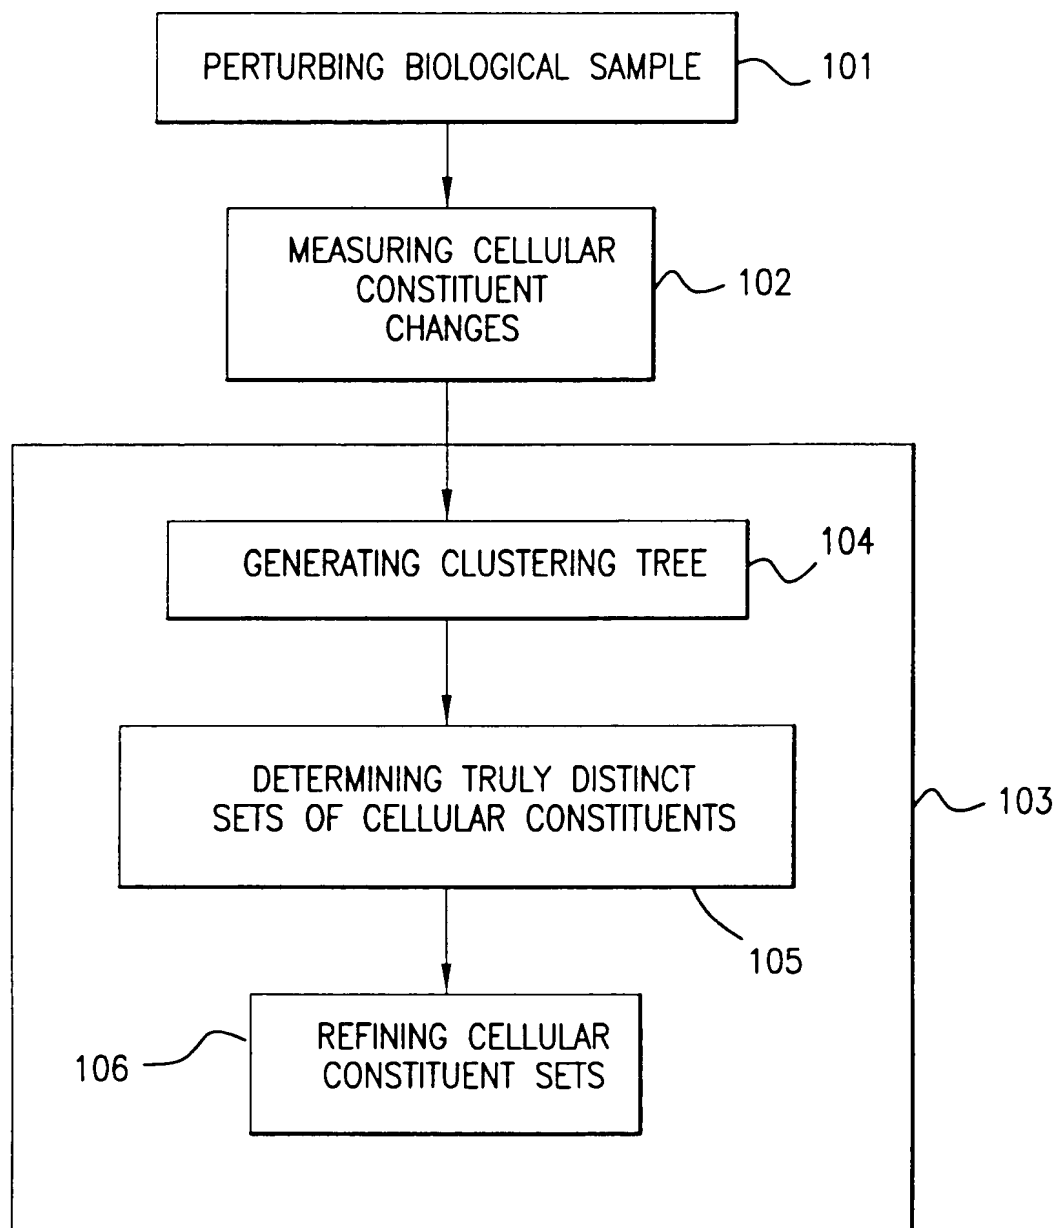 PERTURBING BIOLOGICAL SAMPLE
101
MEASURING CELLULAR
CONSTITUENT
CHANGES
102
GENERATING CLUSTERING TREE
104
DETERMINING TRULY DISTINCT
SETS OF CELLULAR CONSTITUENTS
103
105
REFINING CELLULAR
CONSTITUENT SETS
106